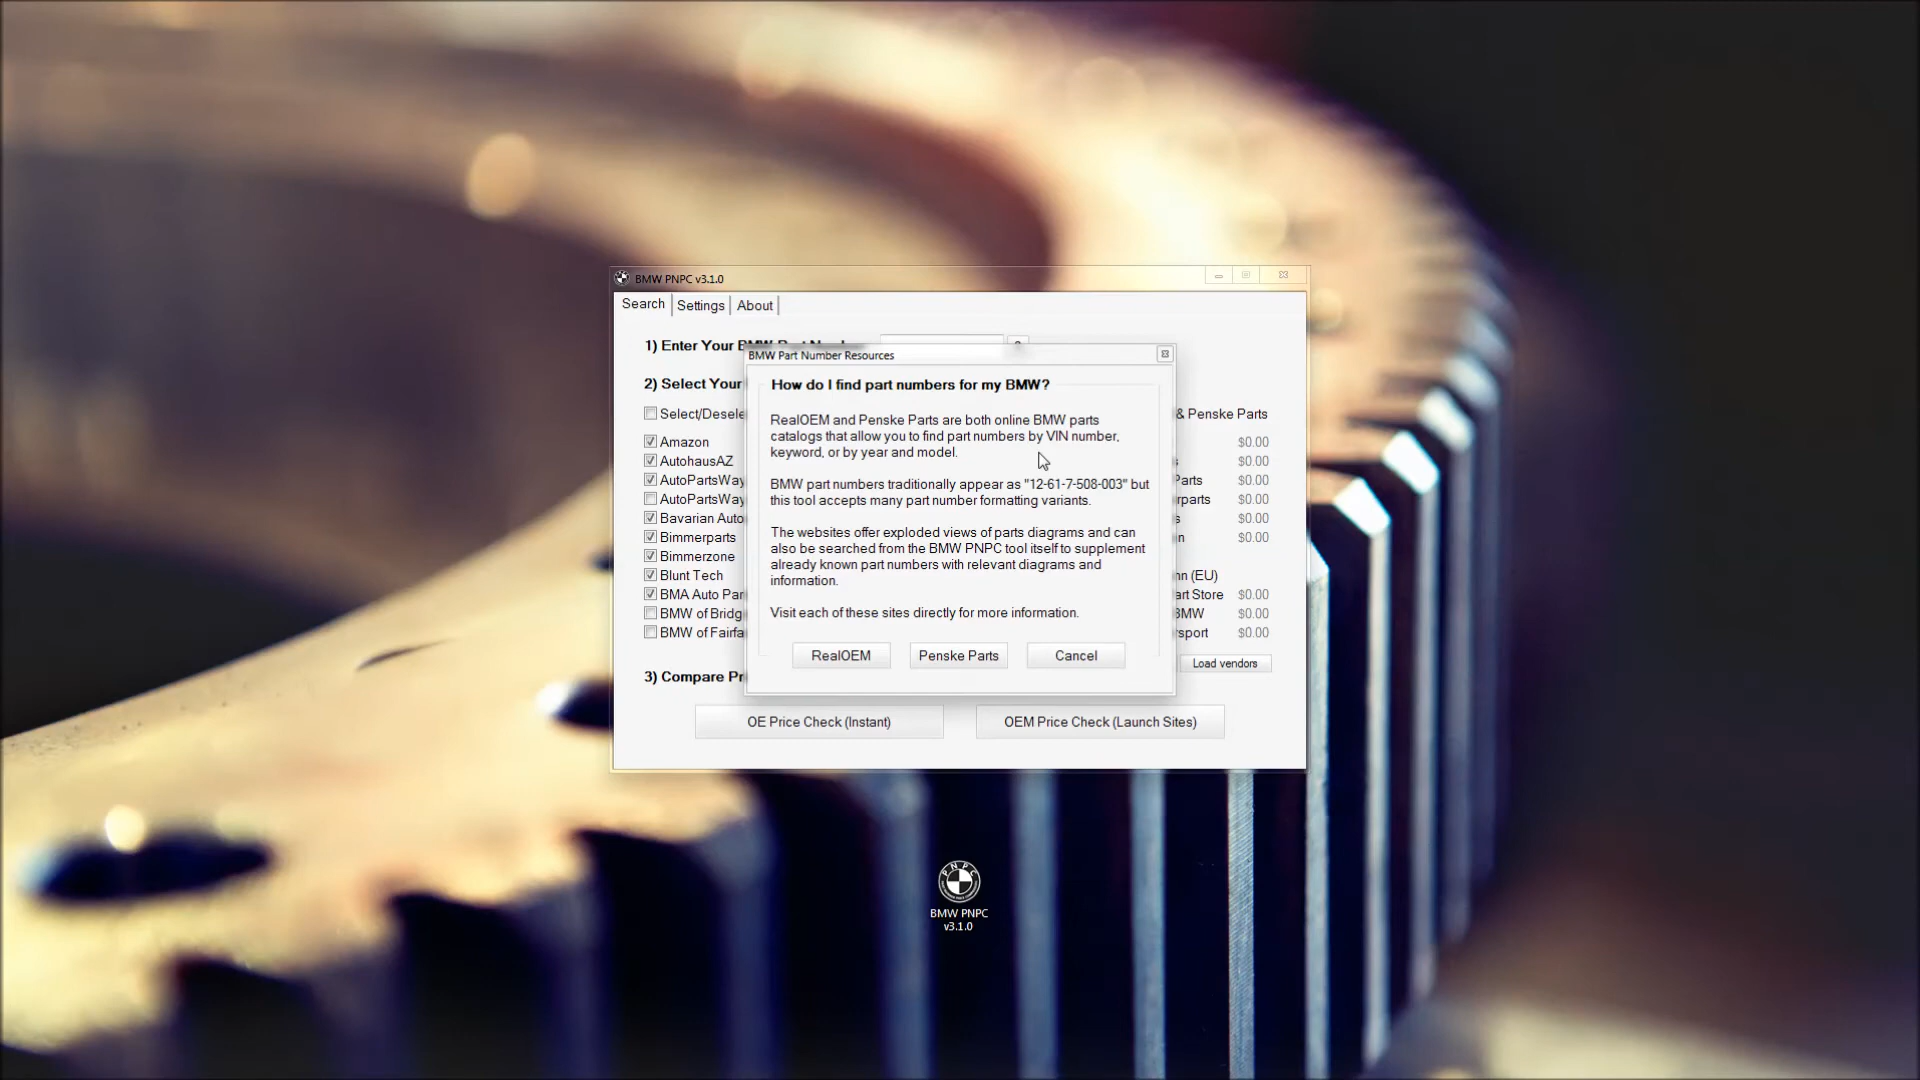 BMW PNPC v3.1.0
Search Settings About
1) Enter Your BMW Part
BMW Part Number Resources
2) Select Your
How do I find part numbers for my BMW?
RealOEM and Penske Parts are both online BMW parts
catalogs that allow you to find part numbers by VIN number,
keyword, or by year and model.
BMW part numbers traditionally appear as "12-61-7-508-003" but
this tool accepts many part number formatting variants.
The websites offer exploded views of parts diagrams and can
also be searched from the BMW PNPC tool itself to supplement
already known part numbers with relevant diagrams and
information.
Visit each of these sites directly for more information.
RealOEM Penske Parts Cancel
Select/Desele
& Penske Parts
Amazon $0.00
AutohausAZ $0.00
AutoPartsWay arts $0.00
AutoPartsWay rparts $0.00
Bavarian Auto s $0.00
Bimmerparts n $0.00
Bimmerzone
Blunt Tech nn (EU)
BMA Auto Par art Store $0.00
BMW of Bridg BMW $0.00
BMW of Fairfa rsport $0.00
Load vendors
3) Compare Pr
OE Price Check (Instant) OEM Price Check (Launch Sites)
BMW PNPC
v3.1.0